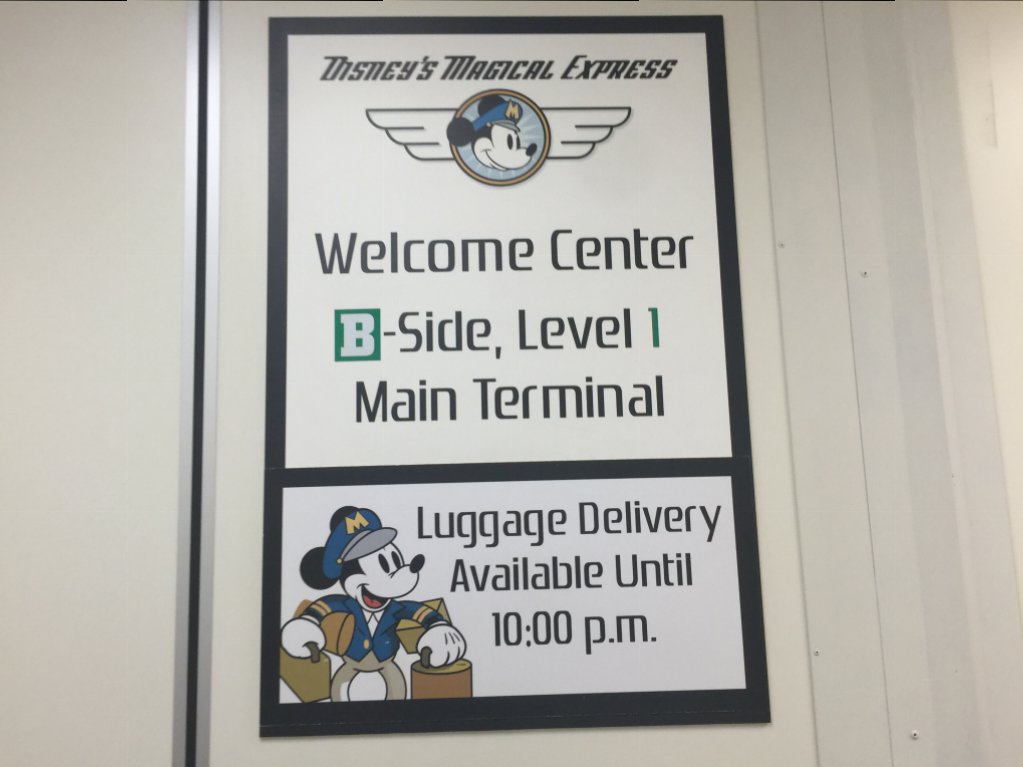 Disney's Magical Express
M
Welcome Center
B-Side, Level 1
Main Terminal
M
Luggage Delivery
Available Until
10:00 p.m.